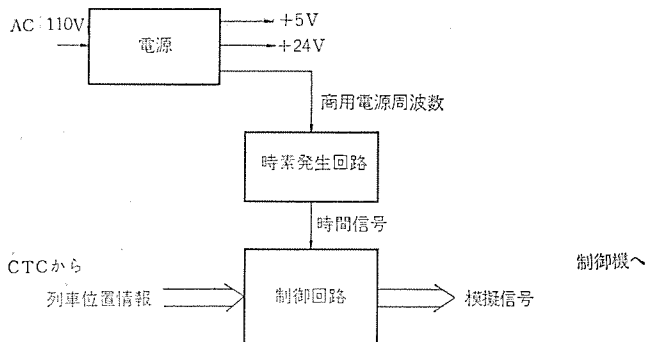 AC 110V
電源
+5V
+24V
商用電源周波数
時素発生回路
時間信号
CTCから
列車位置情報
制御回路
模擬信号
制御機へ